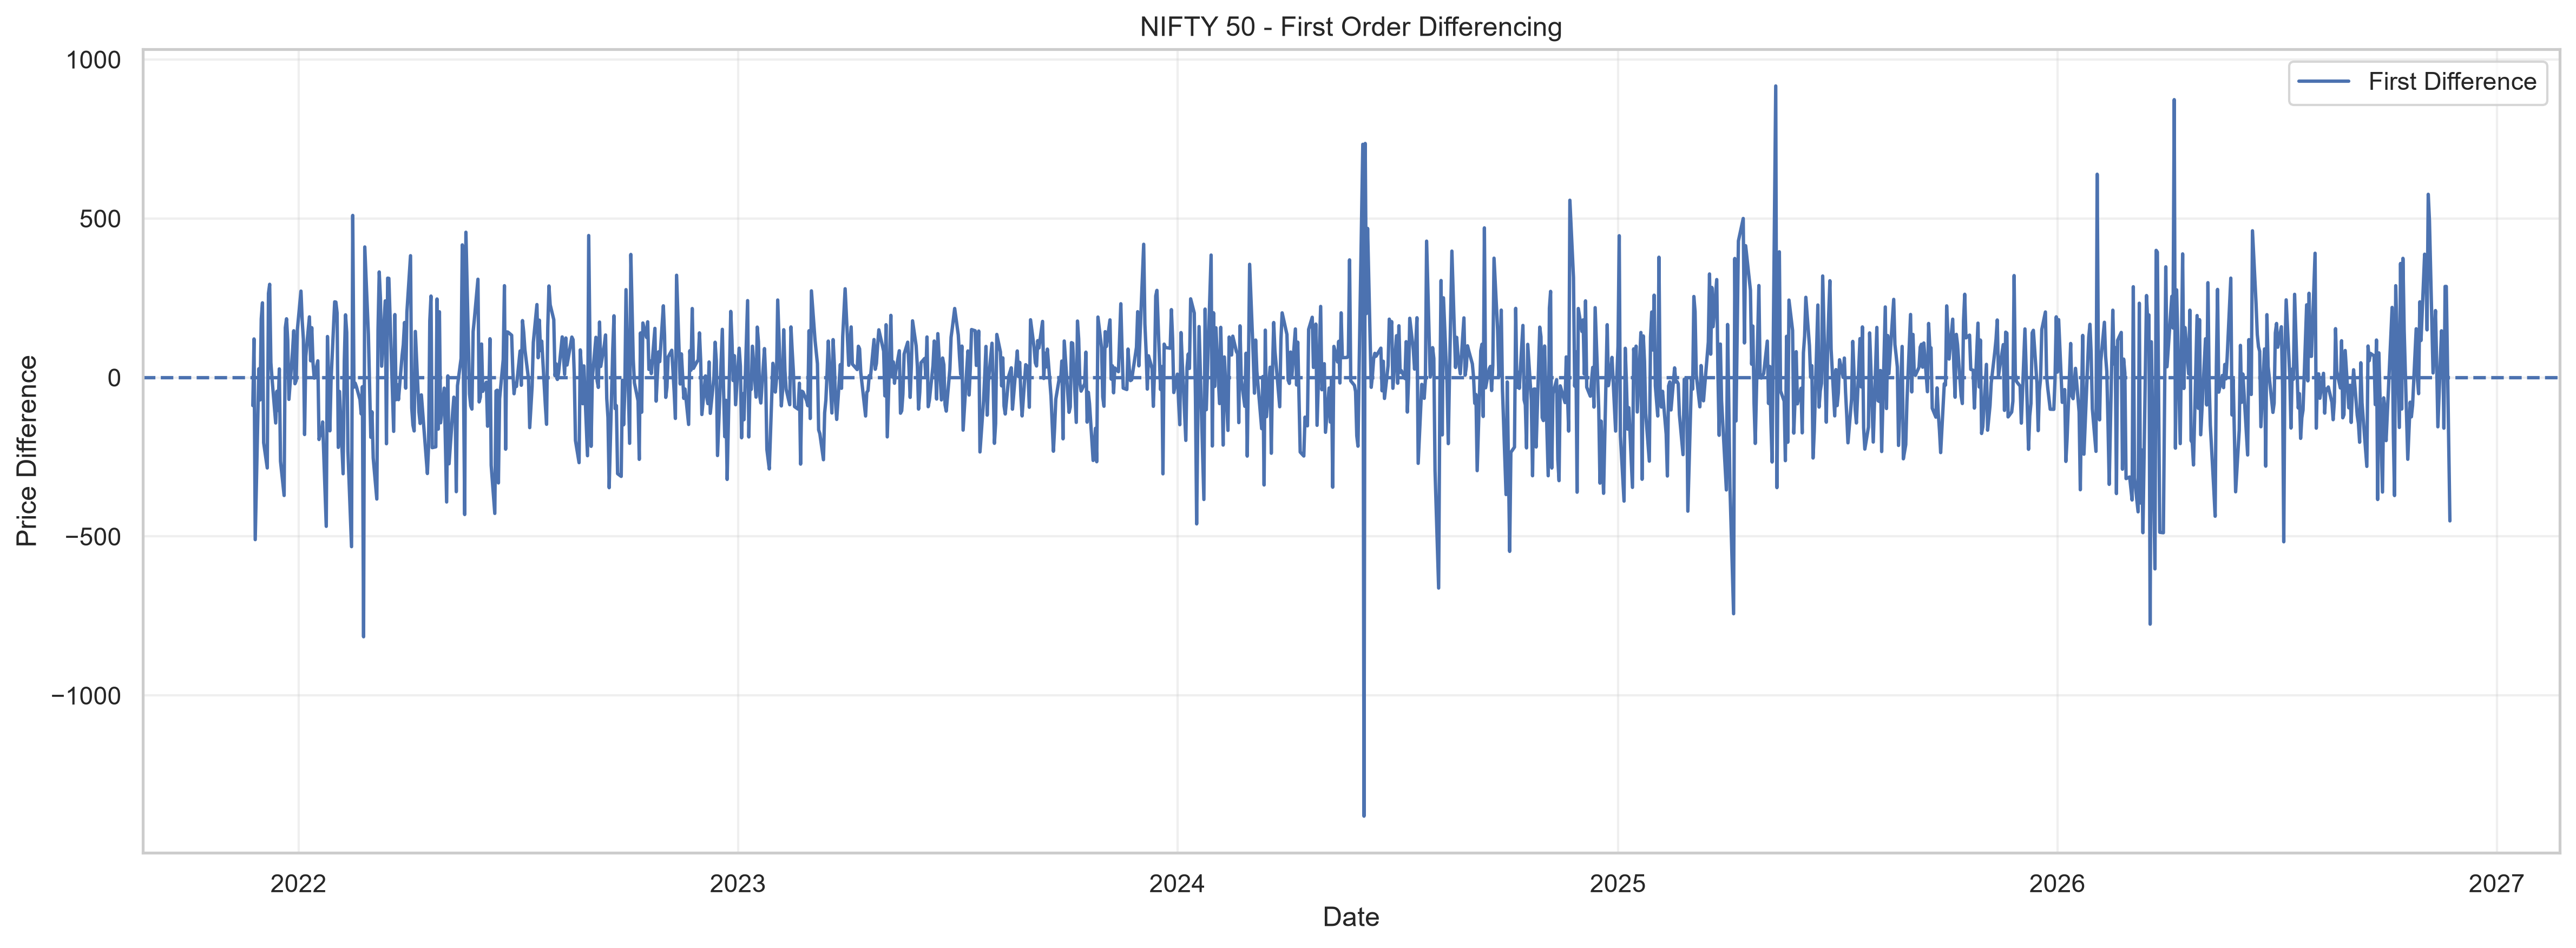 NIFTY 50 - First Order Differencing
First Difference
Price Difference
1000
500
0
−500
−1000
2022
2023
2024
2025
2026
2027
Date